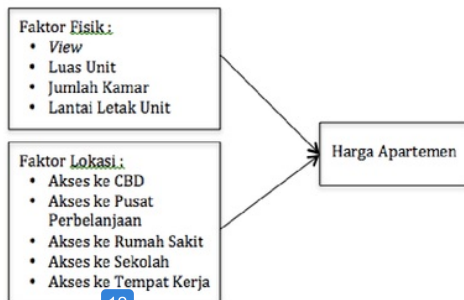 Faktor Fisik :
• View
• Luas Unit
• Jumlah Kamar
• Lantai Letak Unit
Harga Apartemen
Faktor Lokasi :
• Akses ke CBD
• Akses ke Pusat
Perbelanjaan
• Akses ke Rumah Sakit
• Akses ke Sekolah
• Akses ke Tempat Kerja